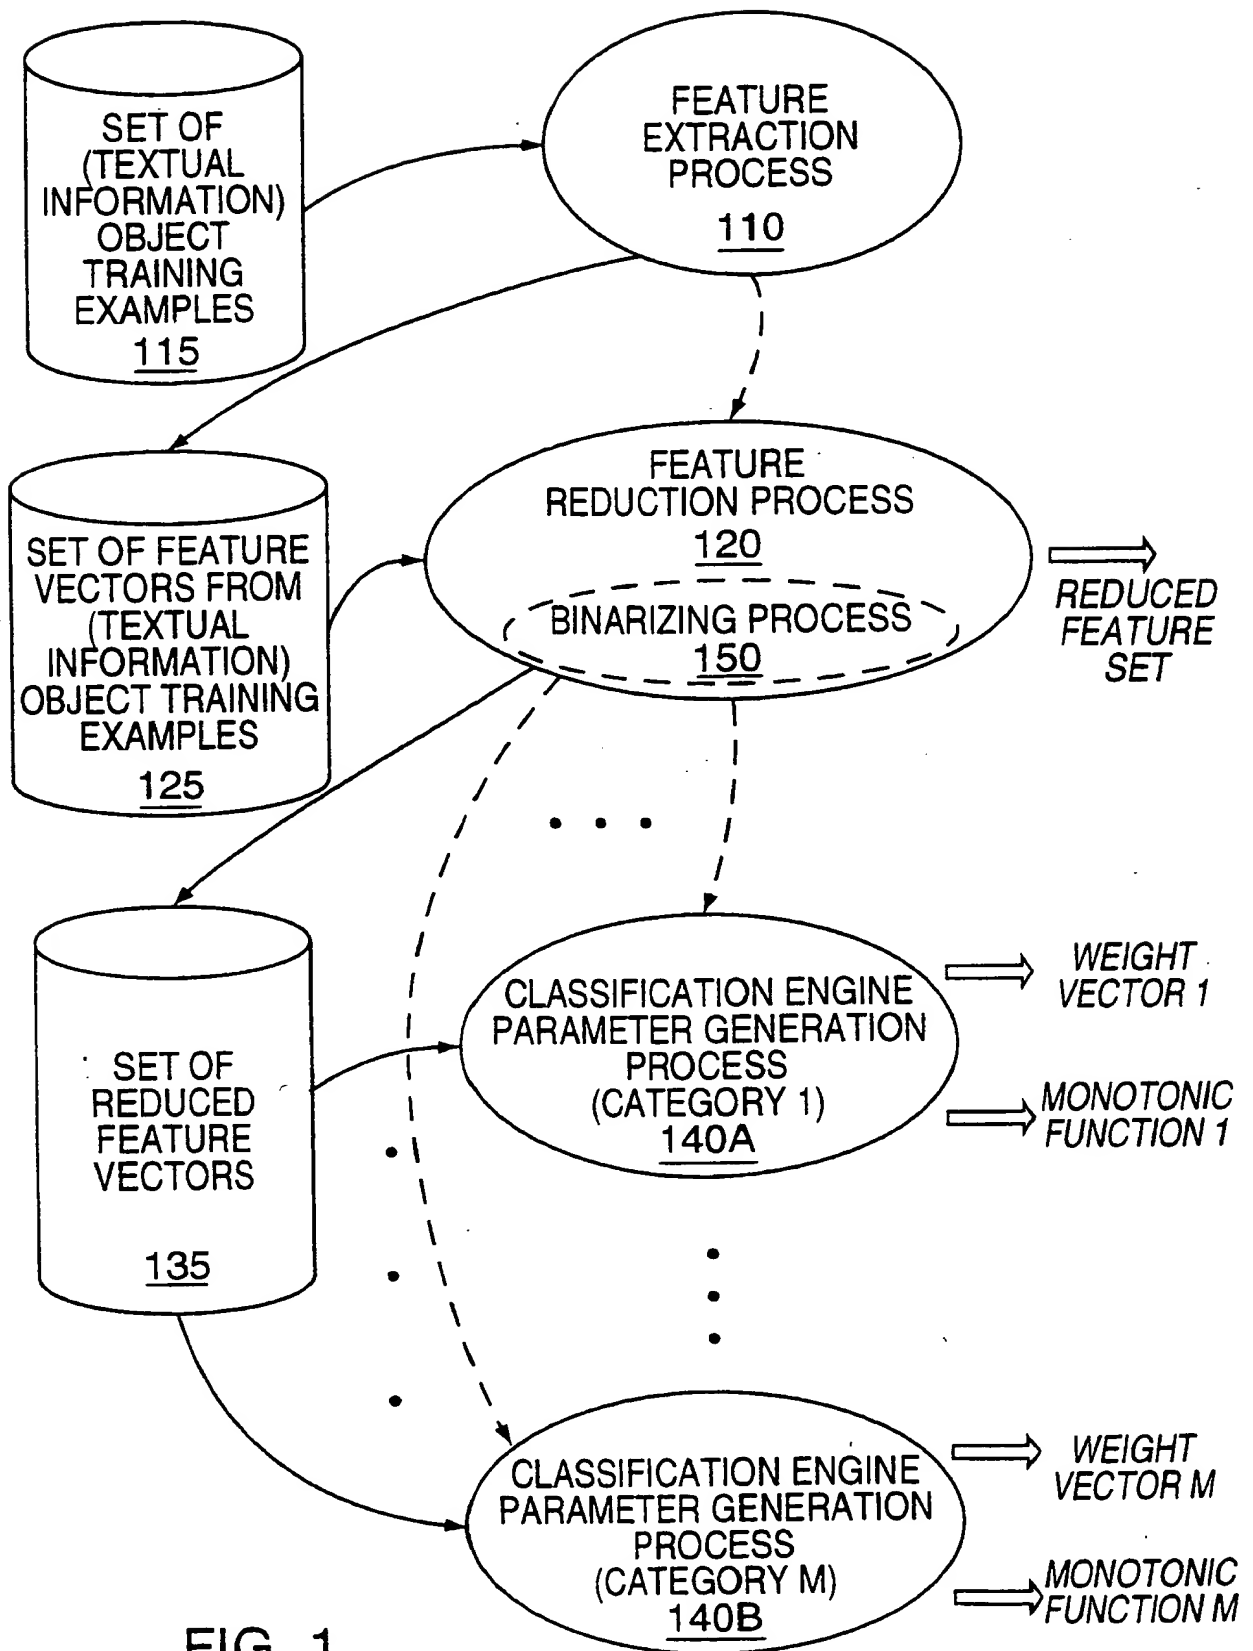 SET OF
(TEXTUAL
INFORMATION)
OBJECT
TRAINING
EXAMPLES
115
FEATURE
EXTRACTION
PROCESS
110
SET OF FEATURE
VECTORS FROM
(TEXTUAL
INFORMATION)
OBJECT TRAINING
EXAMPLES
125
FEATURE
REDUCTION PROCESS
120
BINARIZING PROCESS
150
REDUCED
FEATURE
SET
SET OF
REDUCED
FEATURE
VECTORS
135
CLASSIFICATION ENGINE
PARAMETER GENERATION
PROCESS
(CATEGORY 1)
140A
WEIGHT
VECTOR 1
MONOTONIC
FUNCTION 1
CLASSIFICATION ENGINE
PARAMETER GENERATION
PROCESS
(CATEGORY M)
140B
WEIGHT
VECTOR M
MONOTONIC
FUNCTION M
FIG. 1